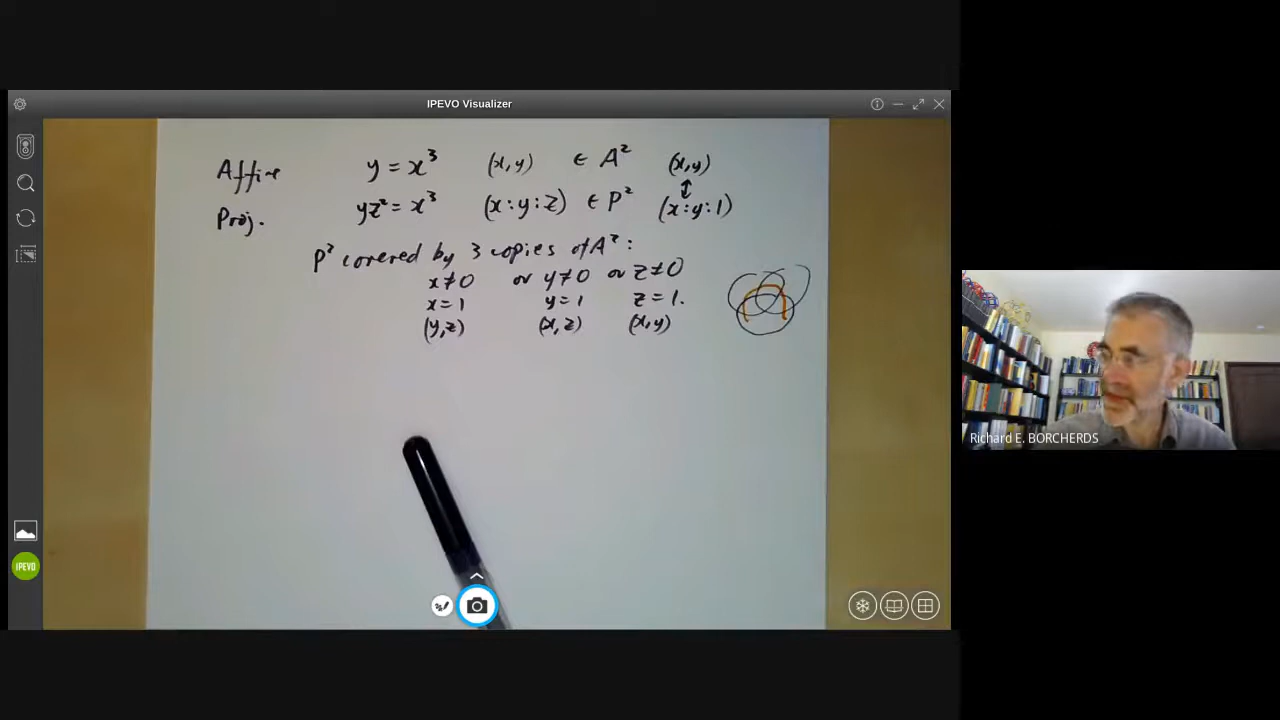 IPEVO Visualizer
Affine y = x³ (x,y) ∈ A² (x,y)
↕
Proj. yz² = x³ (x:y:z) ∈ P² (x:y:1)
P² covered by 3 copies of A²:
x≠0 or y≠0 or z≠0
x=1 y=1 z=1.
(y,z) (x,z) (x,y)
Richard E. BORCHERDS
iPEVO